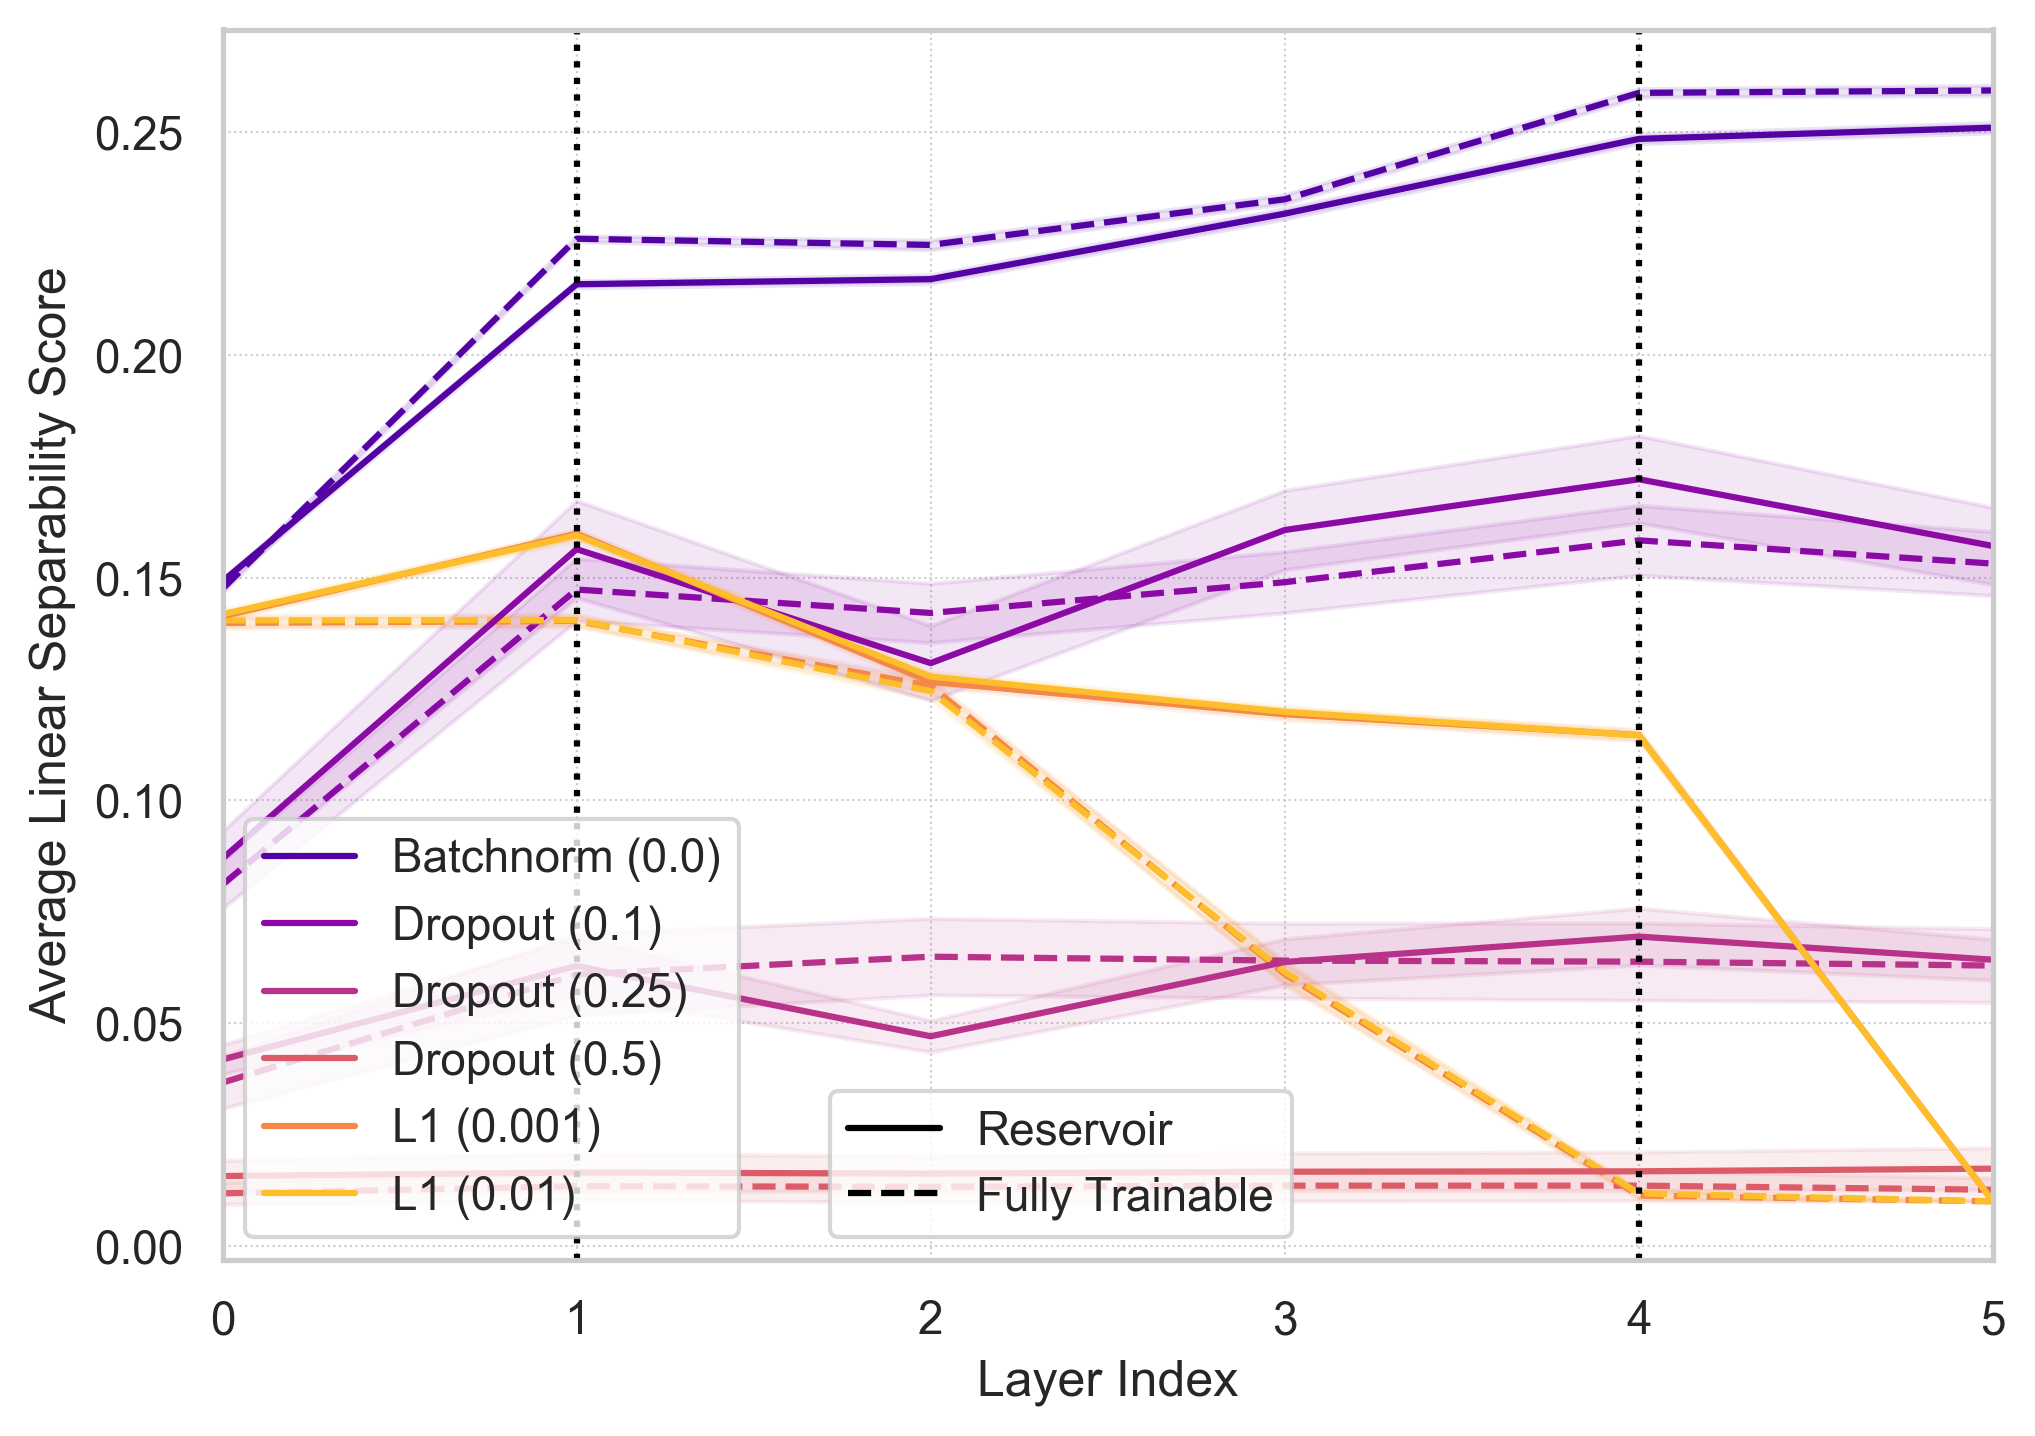 Average Linear Separability Score
0.25
0.20
0.15
0.10
0.05
0.00
Batchnorm (0.0)
Dropout (0.1)
Dropout (0.25)
Dropout (0.5)
L1 (0.001)
L1 (0.01)
Reservoir
Fully Trainable
0 1 2 3 4 5
Layer Index